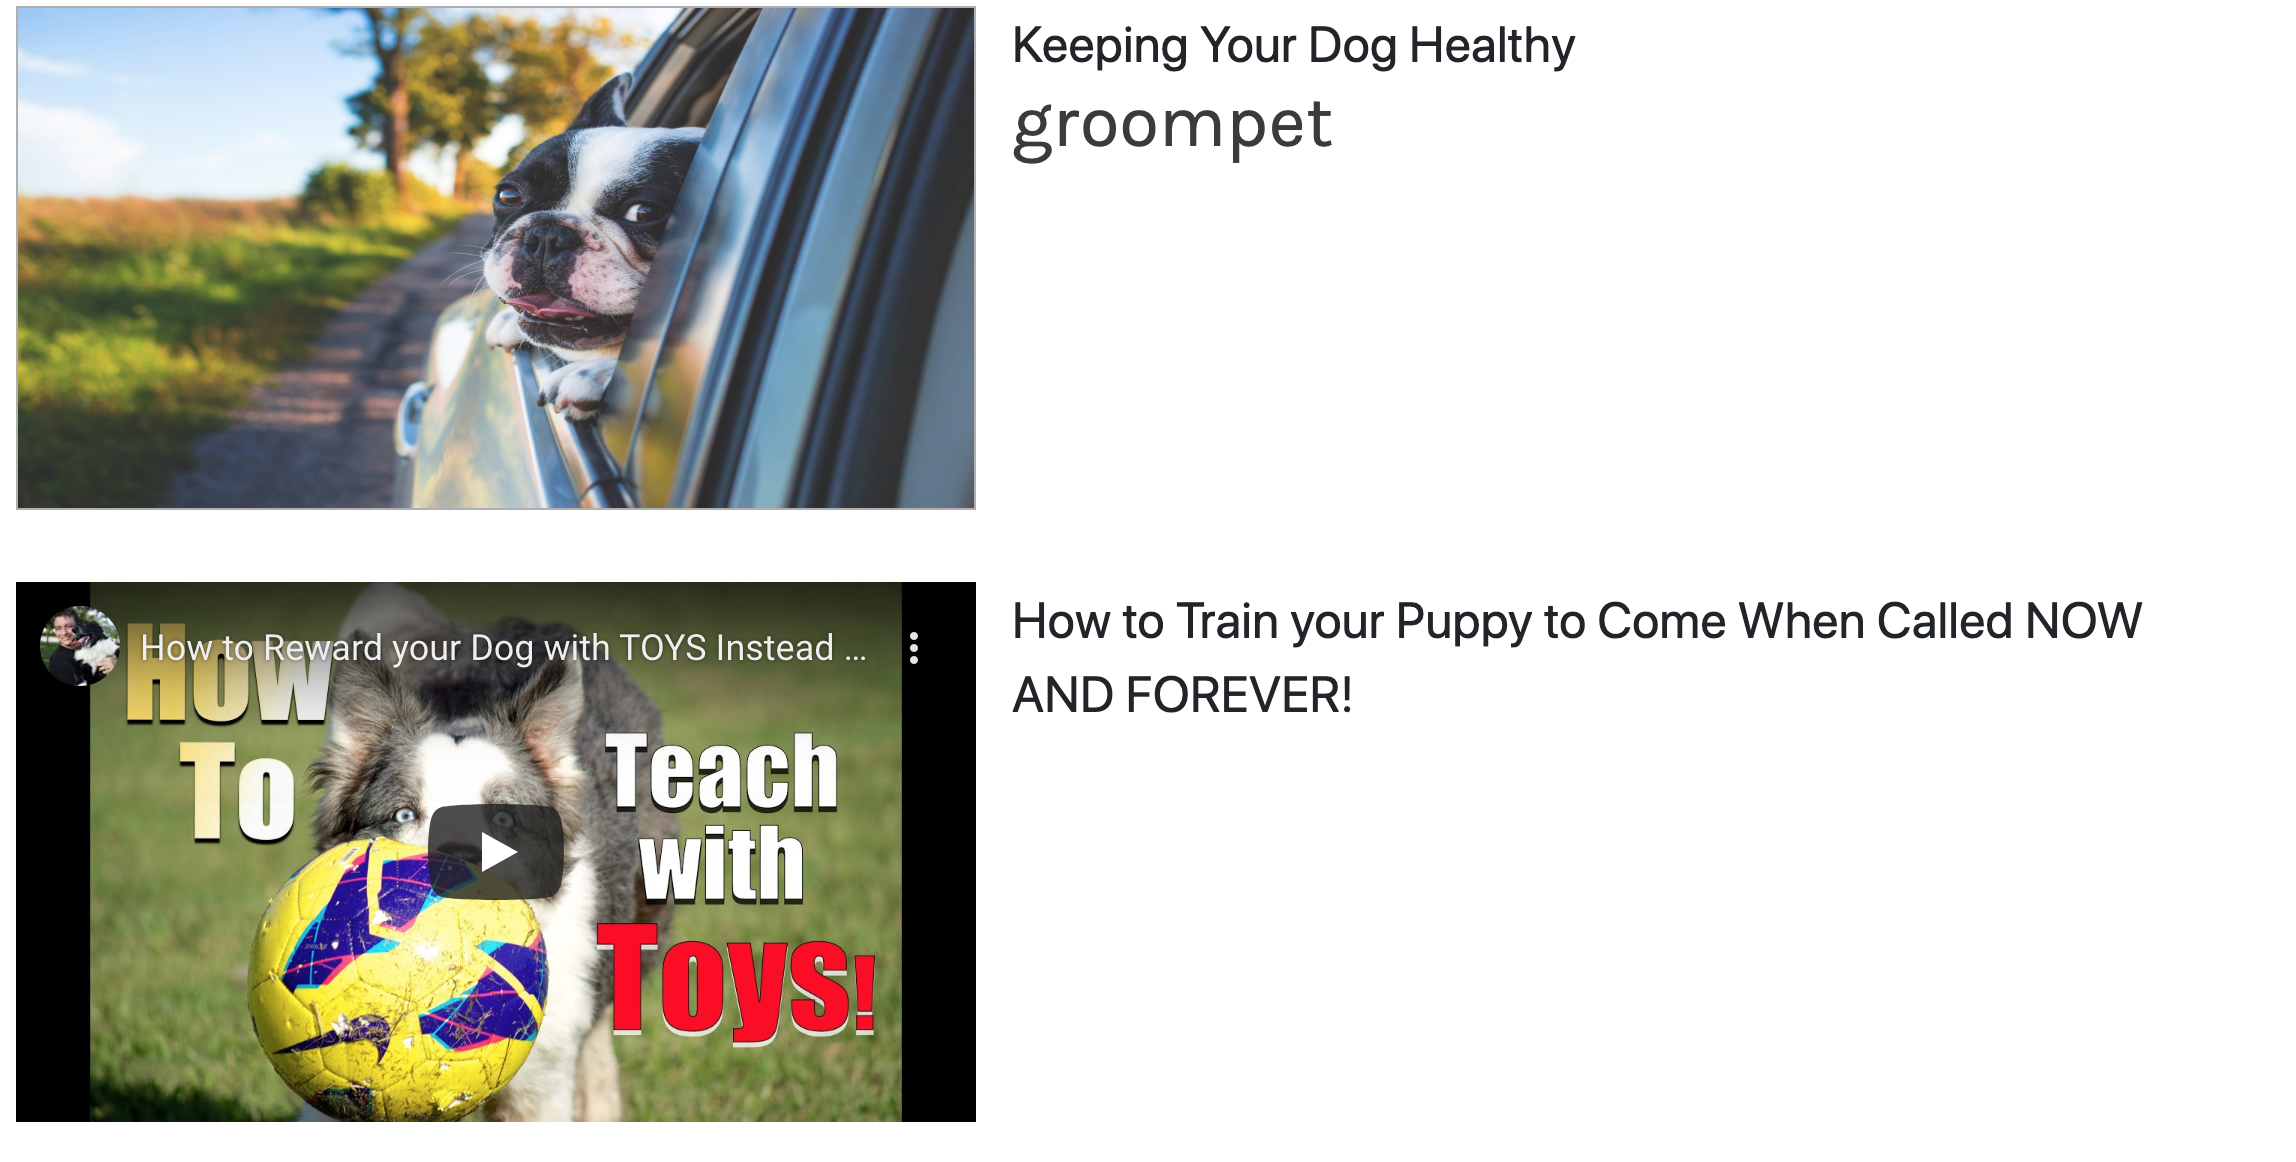 Keeping Your Dog Healthy
groompet
How to Reward your Dog with TOYS Instead ...
How
To
Teach
with
Toys!
How to Train your Puppy to Come When Called NOW
AND FOREVER!